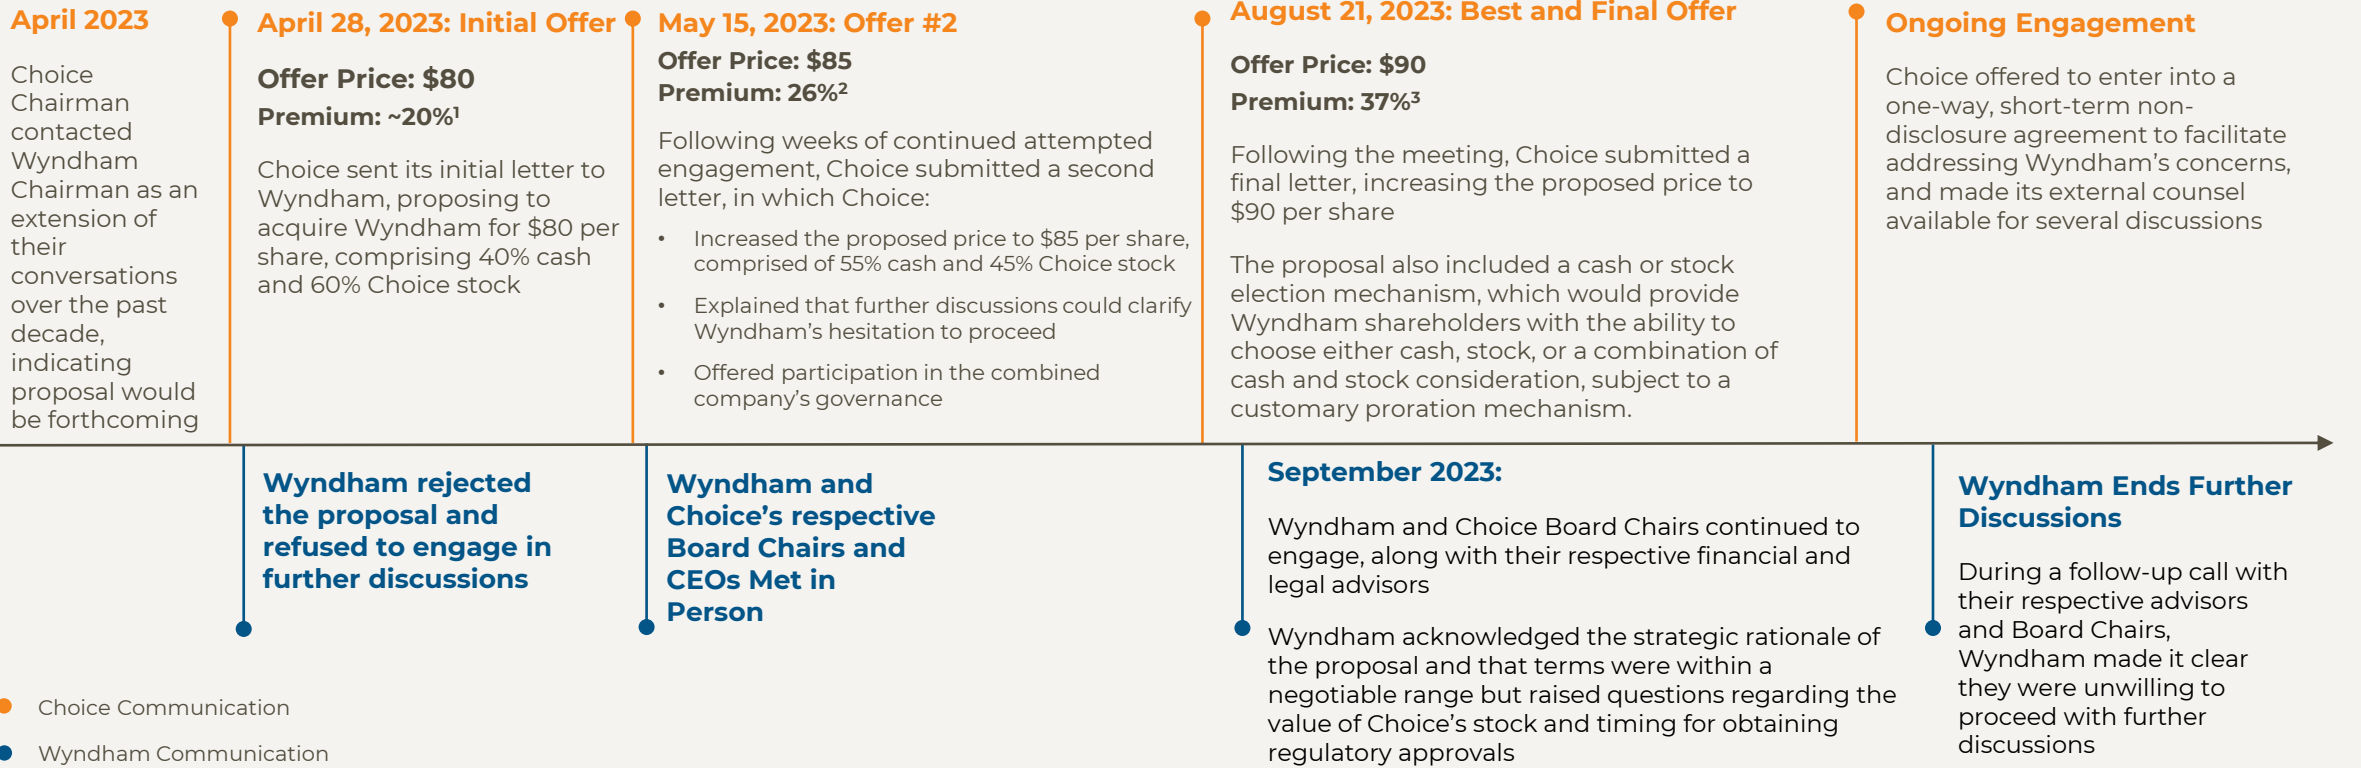 April 2023
Choice
Chairman
contacted
Wyndham
Chairman as an
extension of
their
conversations
over the past
decade,
indicating
proposal would
be forthcoming
April 28, 2023: Initial Offer
Offer Price: $80
Premium: ~20%¹
Choice sent its initial letter to
Wyndham, proposing to
acquire Wyndham for $80 per
share, comprising 40% cash
and 60% Choice stock
May 15, 2023: Offer #2
Offer Price: $85
Premium: 26%²
Following weeks of continued attempted
engagement, Choice submitted a second
letter, in which Choice:
• Increased the proposed price to $85 per share,
comprised of 55% cash and 45% Choice stock
• Explained that further discussions could clarify
Wyndham's hesitation to proceed
• Offered participation in the combined
company's governance
August 21, 2023: Best and Final Offer
Offer Price: $90
Premium: 37%³
Following the meeting, Choice submitted a
final letter, increasing the proposed price to
$90 per share
The proposal also included a cash or stock
election mechanism, which would provide
Wyndham shareholders with the ability to
choose either cash, stock, or a combination of
cash and stock consideration, subject to a
customary proration mechanism.
Ongoing Engagement
Choice offered to enter into a
one-way, short-term non-
disclosure agreement to facilitate
addressing Wyndham's concerns,
and made its external counsel
available for several discussions
Wyndham rejected
the proposal and
refused to engage in
further discussions
Wyndham and
Choice's respective
Board Chairs and
CEOs Met in
Person
September 2023:
Wyndham and Choice Board Chairs continued to
engage, along with their respective financial and
legal advisors
Wyndham acknowledged the strategic rationale of
the proposal and that terms were within a
negotiable range but raised questions regarding the
value of Choice's stock and timing for obtaining
regulatory approvals
Wyndham Ends Further
Discussions
During a follow-up call with
their respective advisors
and Board Chairs,
Wyndham made it clear
they were unwilling to
proceed with further
discussions
Choice Communication
Wyndham Communication